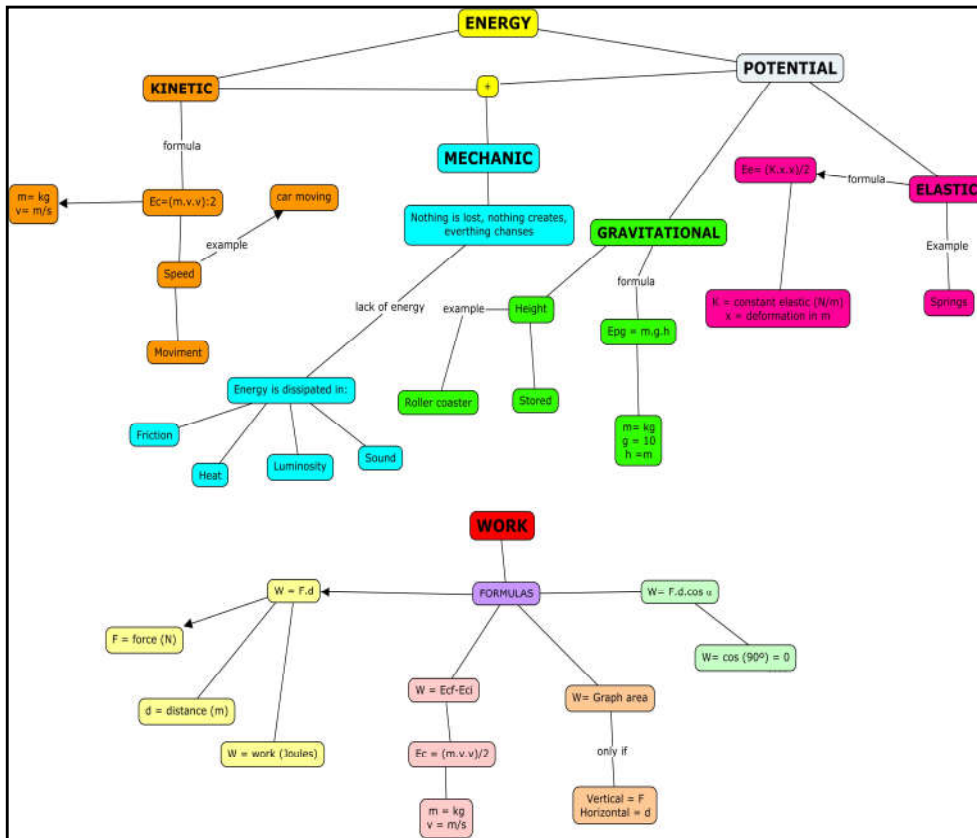 ENERGY
POTENTIAL
KINETIC
+
formula
MECHANIC
Ee= (K.x.x)/2
formula
ELASTIC
m= kg
v= m/s
Ec=(m.v.v):2
car moving
Nothing is lost, nothing creates,
everthing chanses
GRAVITATIONAL
example
Example
Speed
formula
lack of energy
example
Height
K = constant elastic (N/m)
x = deformation in m
Springs
Epg = m.g.h
Moviment
Energy is dissipated in:
Roller coaster
Stored
Friction
Heat
Luminosity
Sound
m= kg
g = 10
h =m
WORK
W = F.d
FORMULAS
W= F.d.cos α
F = force (N)
W= cos (90º) = 0
d = distance (m)
W = Ecf-Eci
W= Graph area
W = work (Joules)
Ec = (m.v.v)/2
only if
m = kg
v = m/s
Vertical = F
Horizontal = d